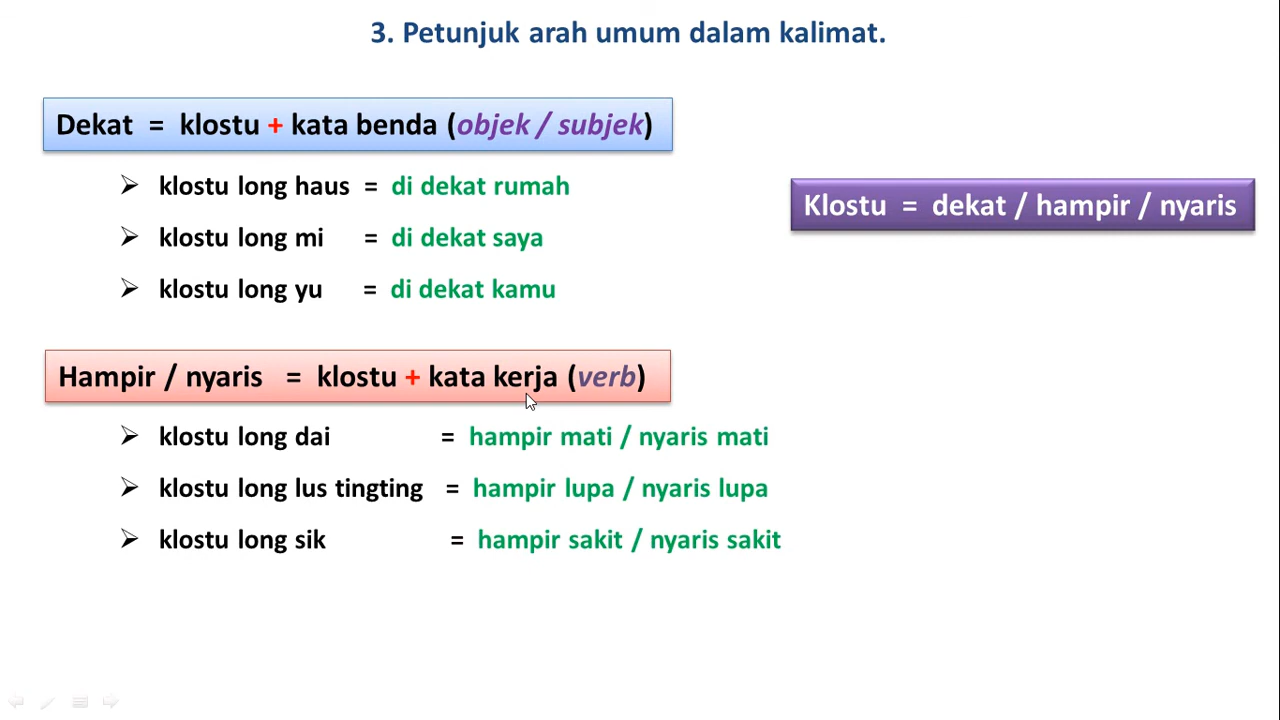 3. Petunjuk arah umum dalam kalimat.
Dekat = klostu + kata benda (objek / subjek)
klostu long haus = di dekat rumah
Klostu = dekat / hampir / nyaris
klostu long mi = di dekat saya
klostu long yu = di dekat kamu
Hampir / nyaris = klostu + kata kerja (verb)
klostu long dai = hampir mati / nyaris mati
klostu long lus tingting = hampir lupa / nyaris lupa
klostu long sik = hampir sakit / nyaris sakit